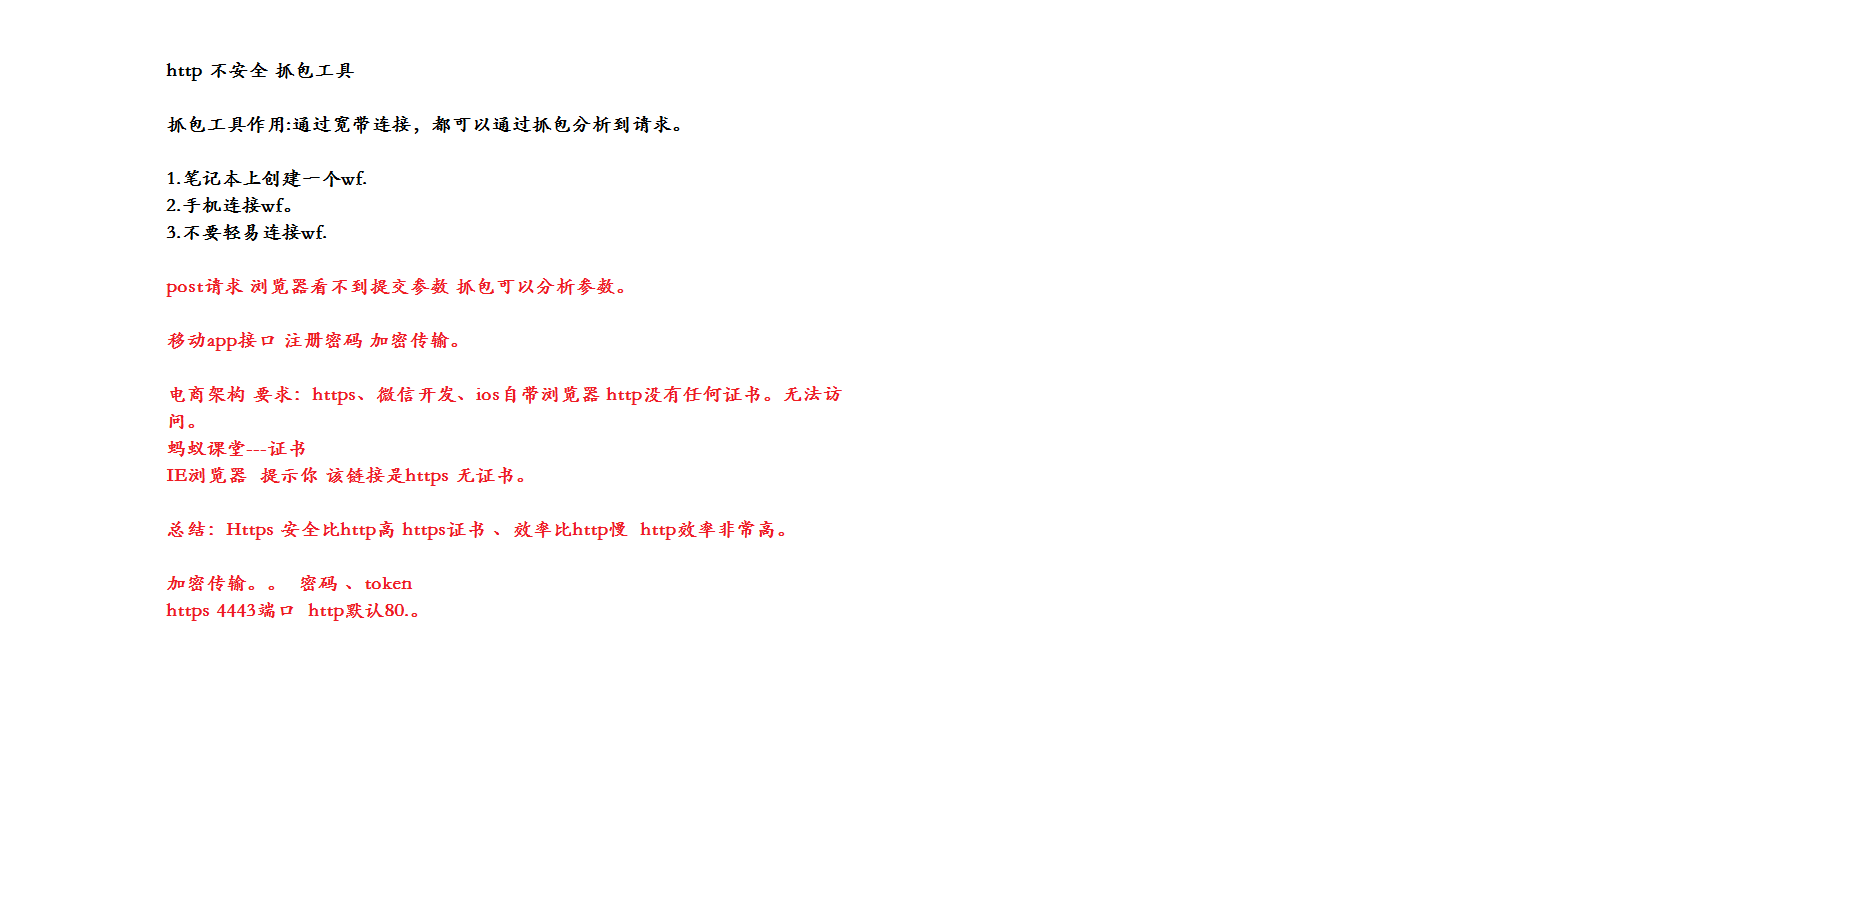 http 不安全 抓包工具
抓包工具作用:通过宽带连接，都可以通过抓包分析到请求。
1.笔记本上创建一个wf.
2.手机连接wf。
3.不要轻易连接wf.
post请求 浏览器看不到提交参数 抓包可以分析参数。
移动app接口 注册密码 加密传输。
电商架构 要求：https、微信开发、ios自带浏览器 http没有任何证书。无法访
问。
蚂蚁课堂---证书
IE浏览器  提示你 该链接是https 无证书。
总结：Https 安全比http高 https证书 、效率比http慢  http效率非常高。
加密传输。。  密码 、token
https 4443端口  http默认80.。